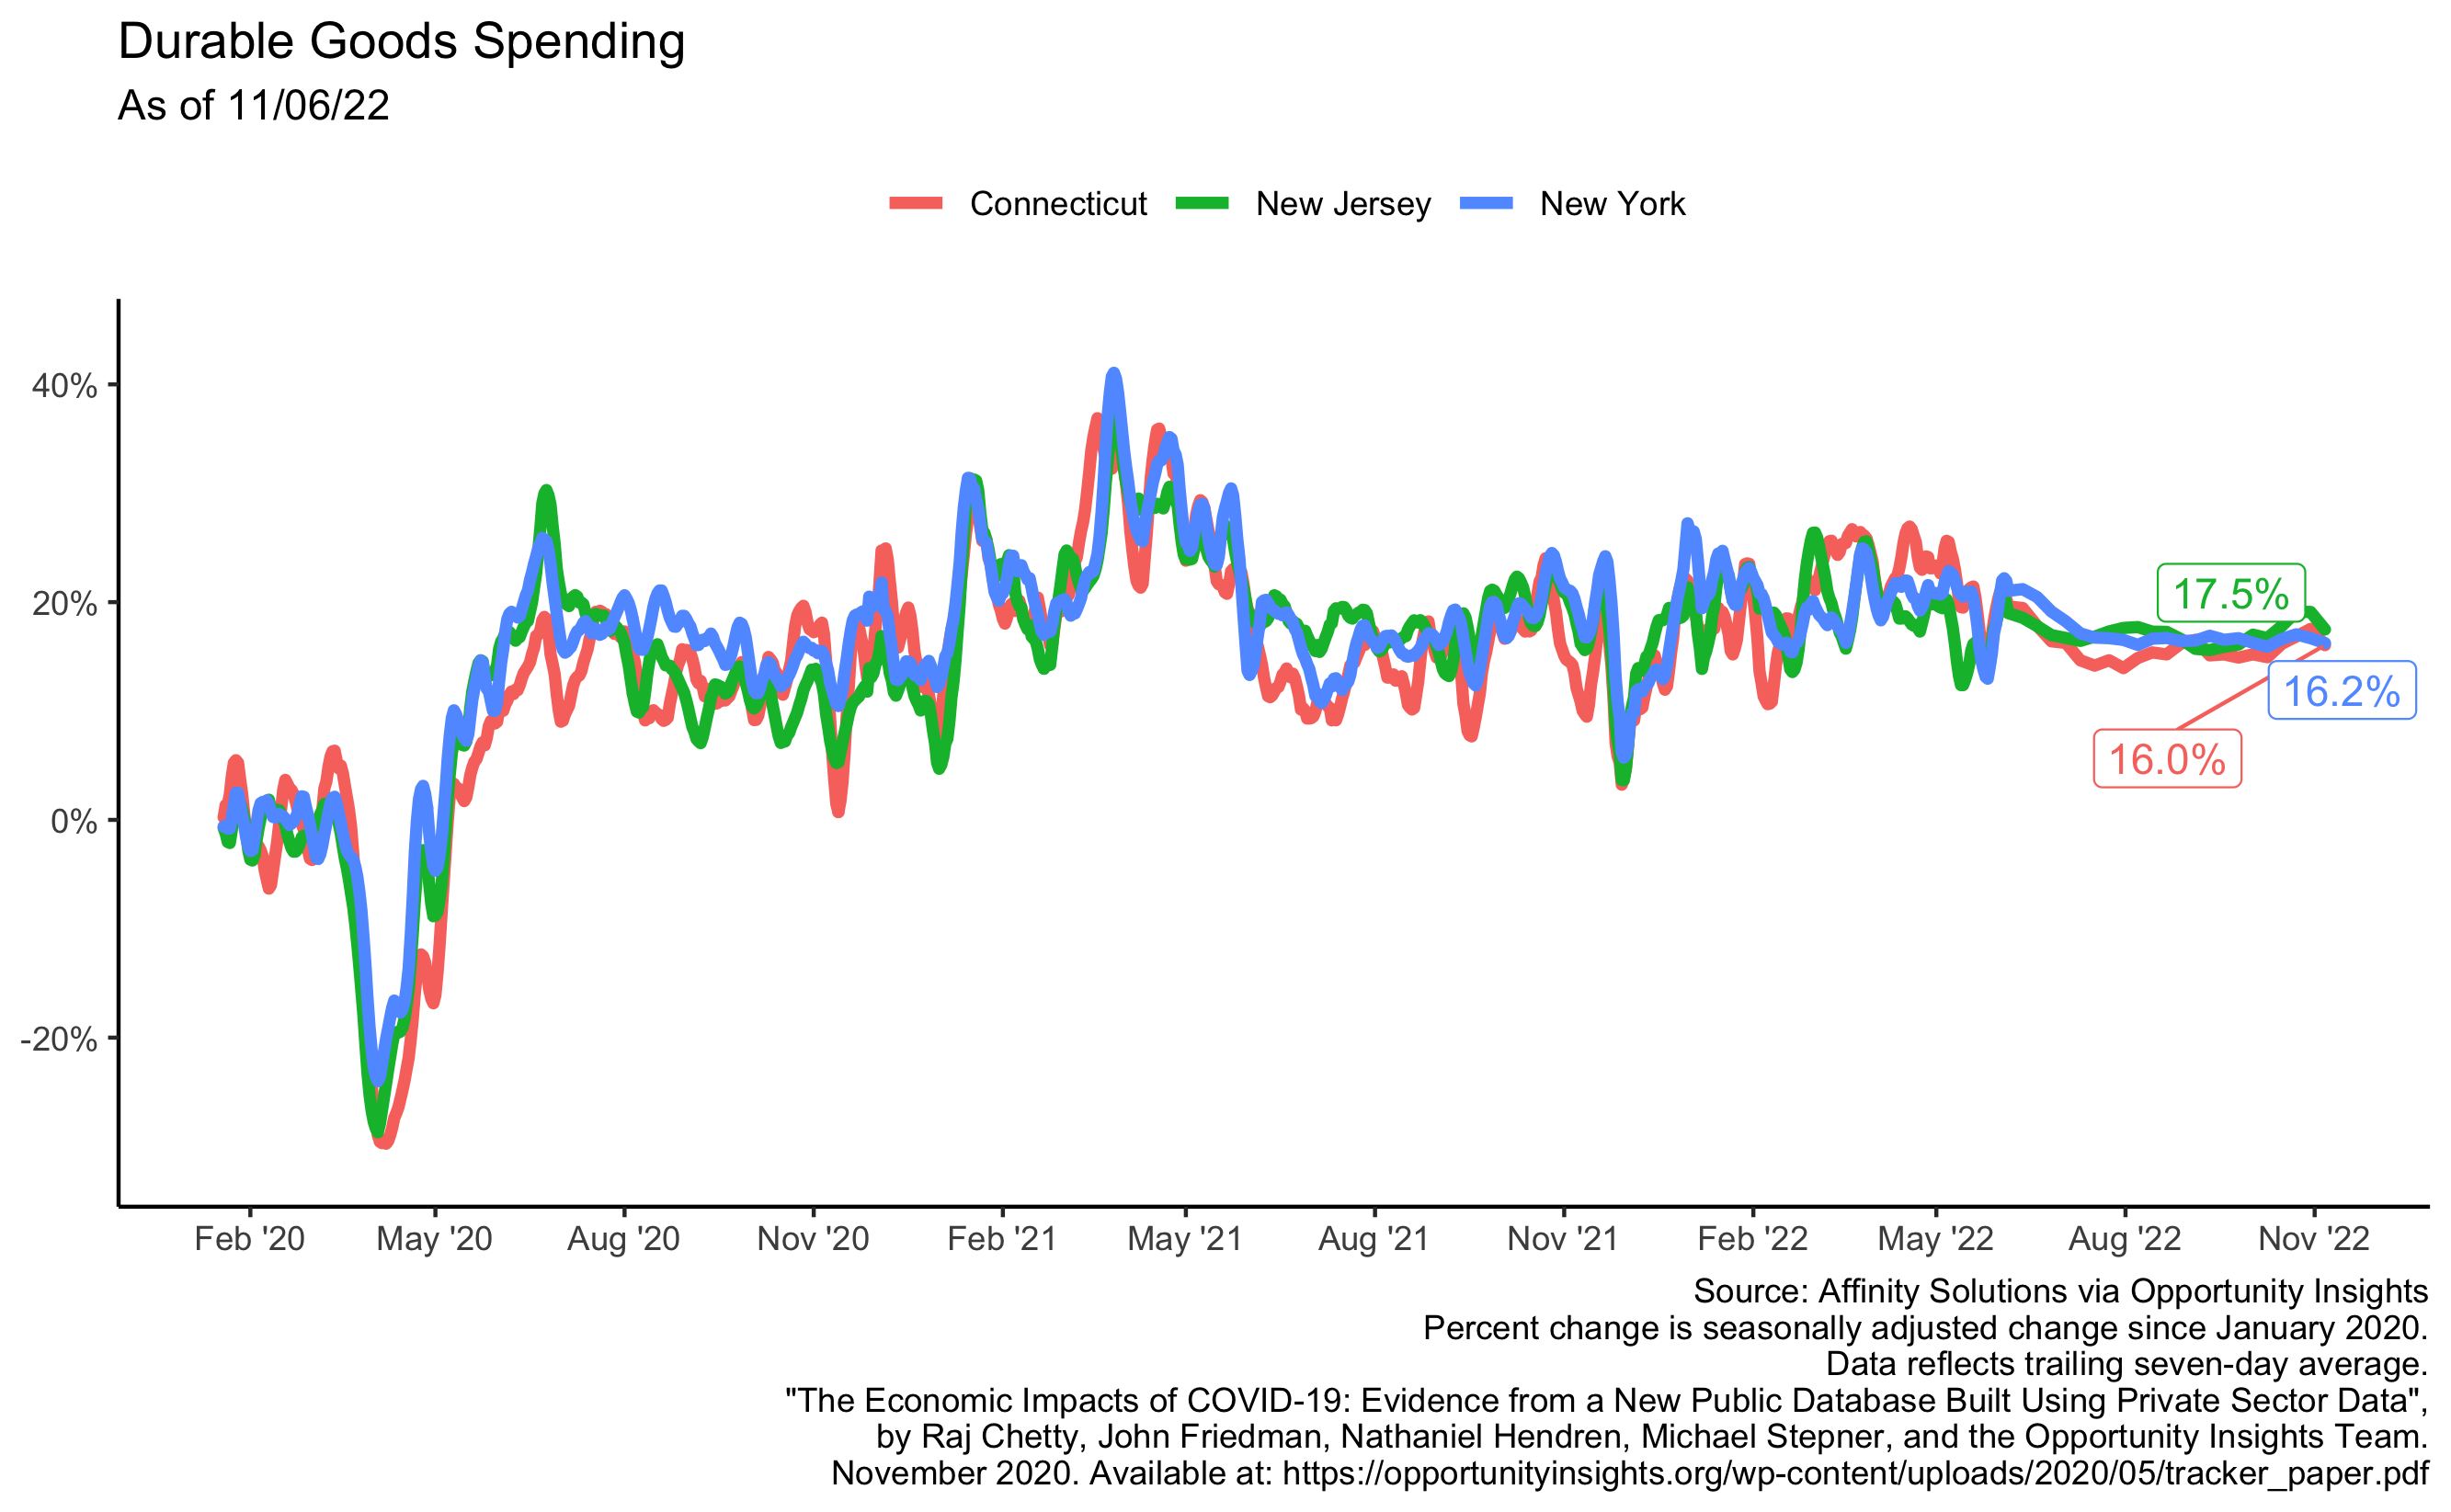 Durable Goods Spending
As of 11/06/22
Connecticut New Jersey New York
40%
20%
0%
-20%
17.5%
16.2%
16.0%
Feb '20 May '20 Aug '20 Nov '20 Feb '21 May '21 Aug '21 Nov '21 Feb '22 May '22 Aug '22 Nov '22
Source: Affinity Solutions via Opportunity Insights
Percent change is seasonally adjusted change since January 2020.
Data reflects trailing seven-day average.
"The Economic Impacts of COVID-19: Evidence from a New Public Database Built Using Private Sector Data",
by Raj Chetty, John Friedman, Nathaniel Hendren, Michael Stepner, and the Opportunity Insights Team.
November 2020. Available at: https://opportunityinsights.org/wp-content/uploads/2020/05/tracker_paper.pdf